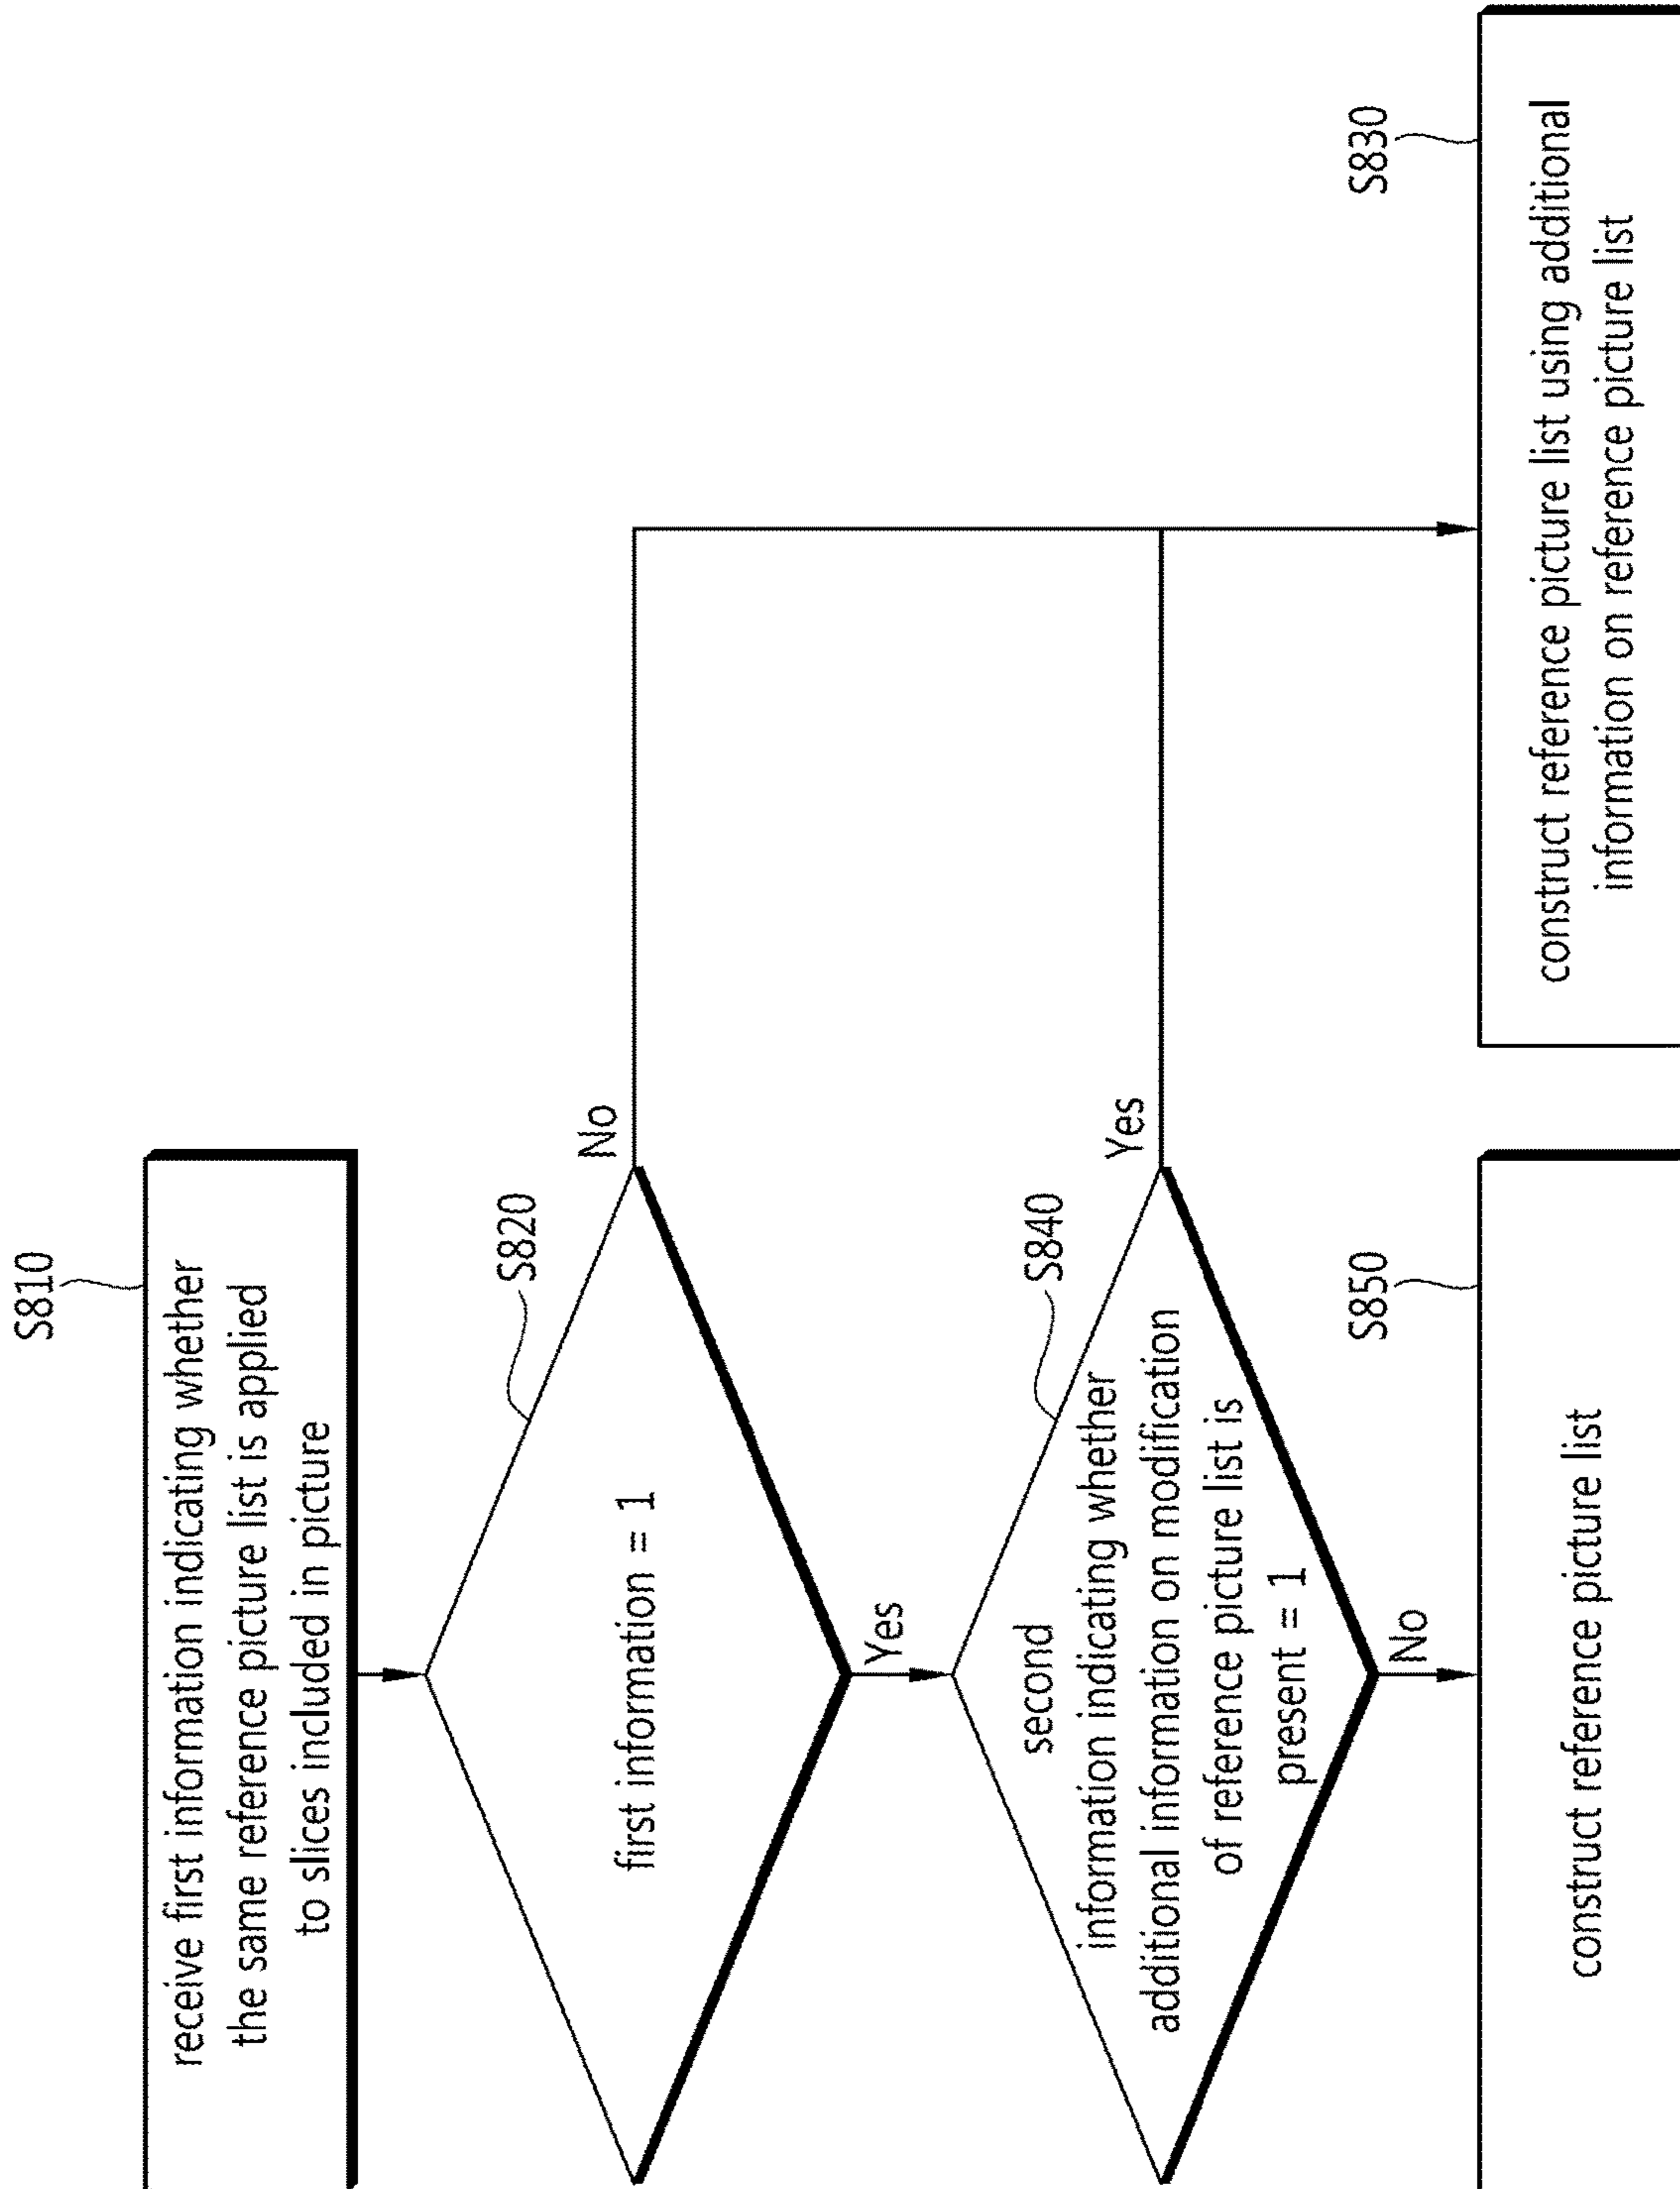 S810
receive first information indicating whether
the same reference picture list is applied
to slices included in picture
S820
first information = 1
No
Yes
S840
second
information indicating whether
additional information on modification
of reference picture list is
present = 1
Yes
No
S850
construct reference picture list
S830
construct reference picture list using additional
information on reference picture list